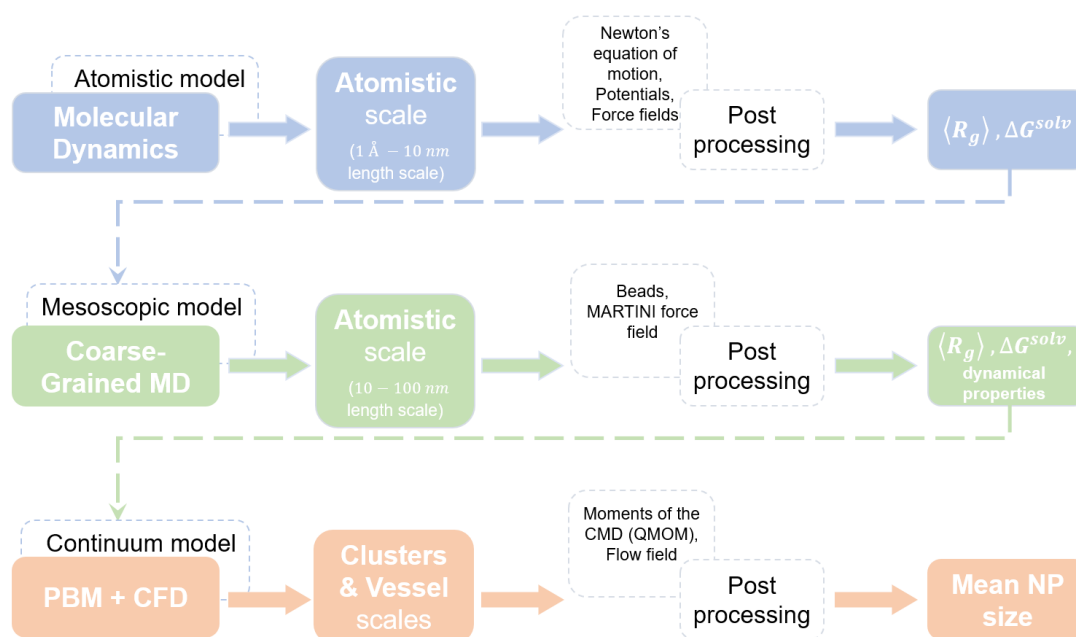 Atomistic model
Molecular
Dynamics
Atomistic
scale
(1 Å − 10 nm
length scale)
Newton’s
equation of
motion,
Potentials,
Force fields
Post
processing
⟨R_g⟩ , ΔG^solv
Mesoscopic model
Coarse-
Grained MD
Atomistic
scale
(10 − 100 nm
length scale)
Beads,
MARTINI force
field
Post
processing
⟨R_g⟩ , ΔG^solv,
dynamical
properties
Continuum model
PBM + CFD
Clusters
& Vessel
scales
Moments of the
CMD (QMOM),
Flow field
Post
processing
Mean NP
size